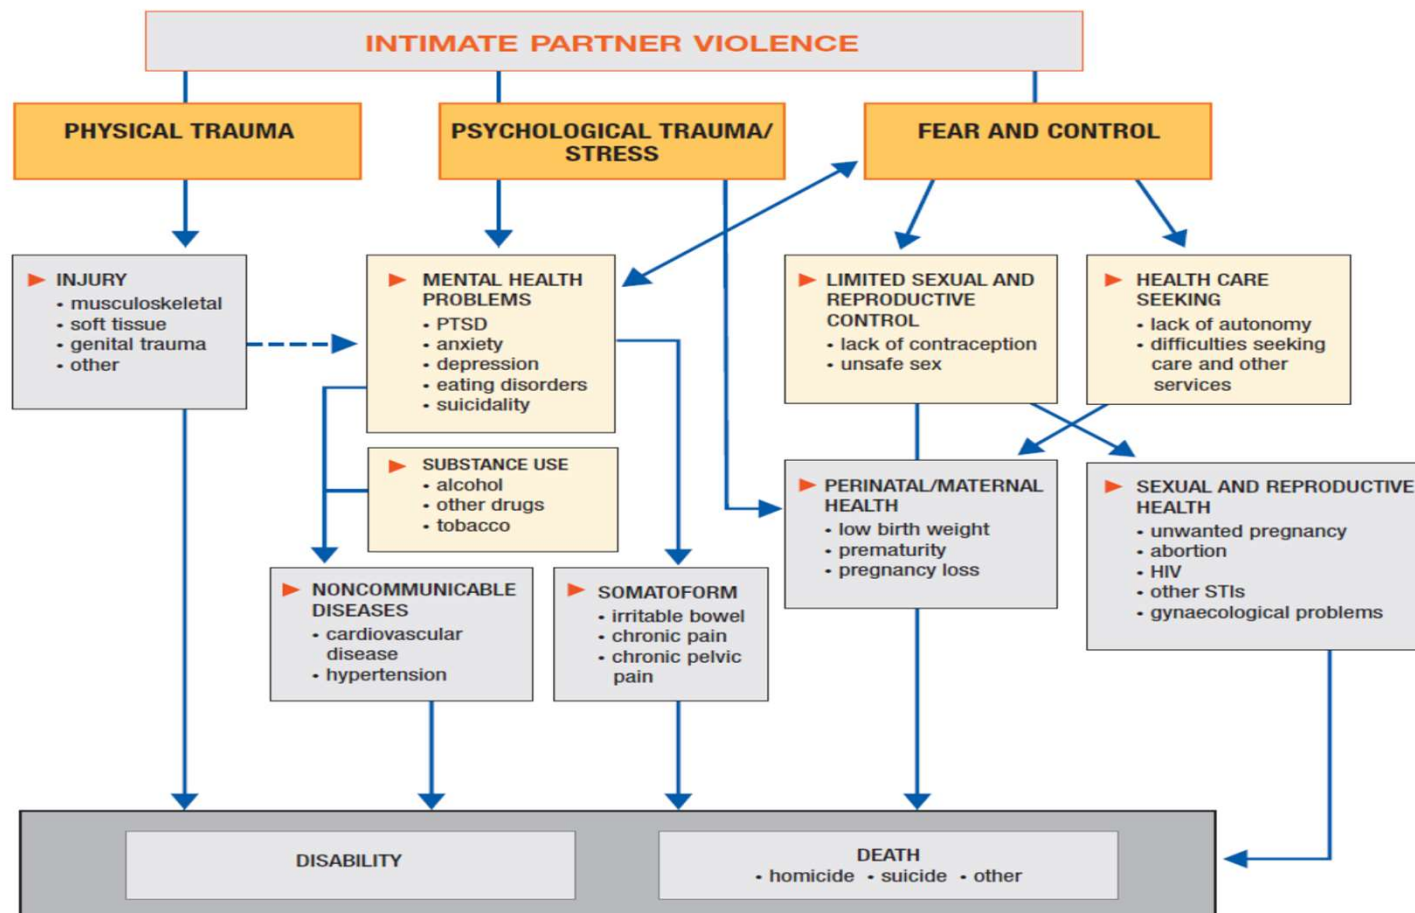 INTIMATE PARTNER VIOLENCE
PHYSICAL TRAUMA
PSYCHOLOGICAL TRAUMA/
STRESS
FEAR AND CONTROL
INJURY
• musculoskeletal
• soft tissue
• genital trauma
• other
MENTAL HEALTH
PROBLEMS
• PTSD
• anxiety
• depression
• eating disorders
• suicidality
LIMITED SEXUAL AND
REPRODUCTIVE
CONTROL
• lack of contraception
• unsafe sex
HEALTH CARE
SEEKING
• lack of autonomy
• difficulties seeking
care and other
services
SUBSTANCE USE
• alcohol
• other drugs
• tobacco
PERINATAL/MATERNAL
HEALTH
• low birth weight
• prematurity
• pregnancy loss
SEXUAL AND REPRODUCTIVE
HEALTH
• unwanted pregnancy
• abortion
• HIV
• other STIs
• gynaecological problems
NONCOMMUNICABLE
DISEASES
• cardiovascular
disease
• hypertension
SOMATOFORM
• irritable bowel
• chronic pain
• chronic pelvic
pain
DISABILITY
DEATH
• homicide • suicide • other